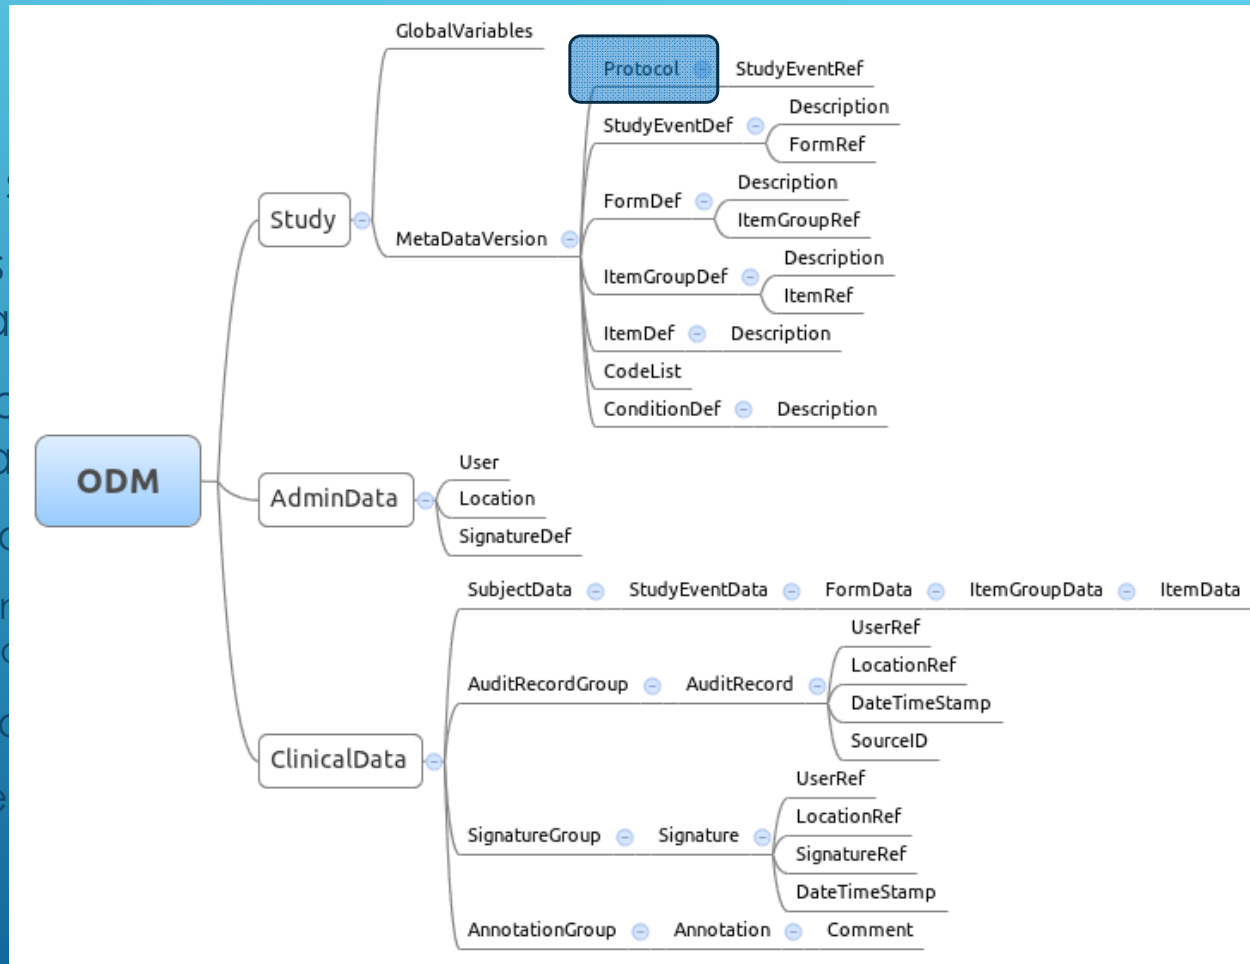 GlobalVariables
Protocol
StudyEventRef
StudyEventDef
Description
FormRef
FormDef
Description
ItemGroupRef
Study
MetaDataVersion
ItemGroupDef
Description
ItemRef
ItemDef
Description
CodeList
ConditionDef
Description
ODM
AdminData
User
Location
SignatureDef
ClinicalData
SubjectData
StudyEventData
FormData
ItemGroupData
ItemData
AuditRecordGroup
AuditRecord
UserRef
LocationRef
DateTimeStamp
SourceID
SignatureGroup
Signature
UserRef
LocationRef
SignatureRef
DateTimeStamp
AnnotationGroup
Annotation
Comment